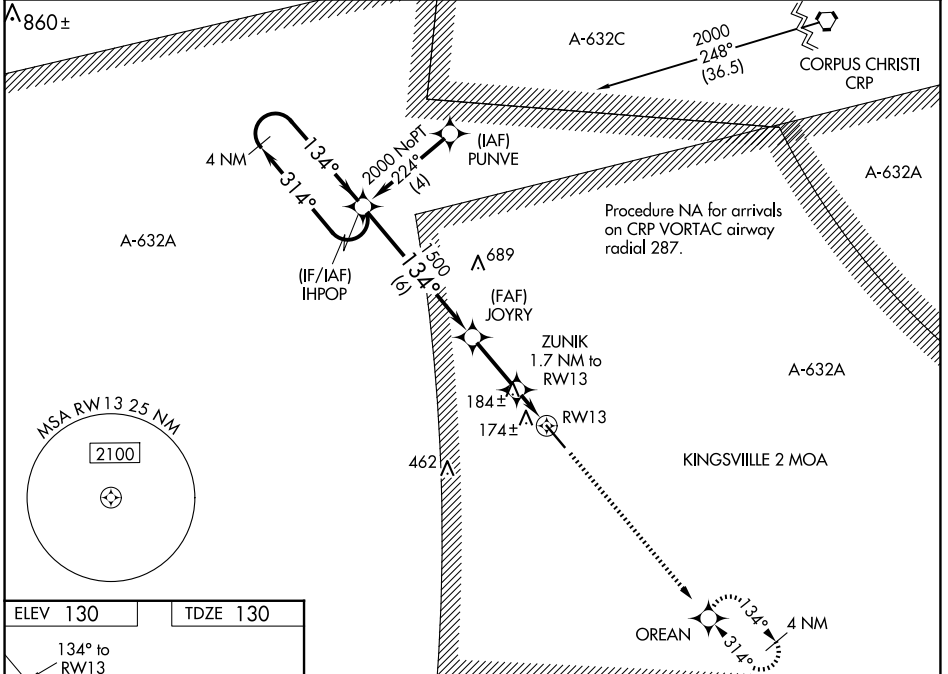 860±
A-632C
2000
248°
(36.5)
CORPUS CHRISTI
CRP
4 NM
134°
314°
2000 NoPT
224°
(4)
(IAF)
PUNVE
A-632A
A-632A
Procedure NA for arrivals
on CRP VORTAC airway
radial 287.
(IF/IAF)
IHPOP
1500
134°
(6)
689
(FAF)
JOYRY
ZUNIK
1.7 NM to
RW13
A-632A
184±
174±
RW13
MSA RW 13 25 NM
2100
462
KINGSVIILLE 2 MOA
ELEV 130
TDZE 130
134° to
RW13
OREAN
134°
314°
4 NM